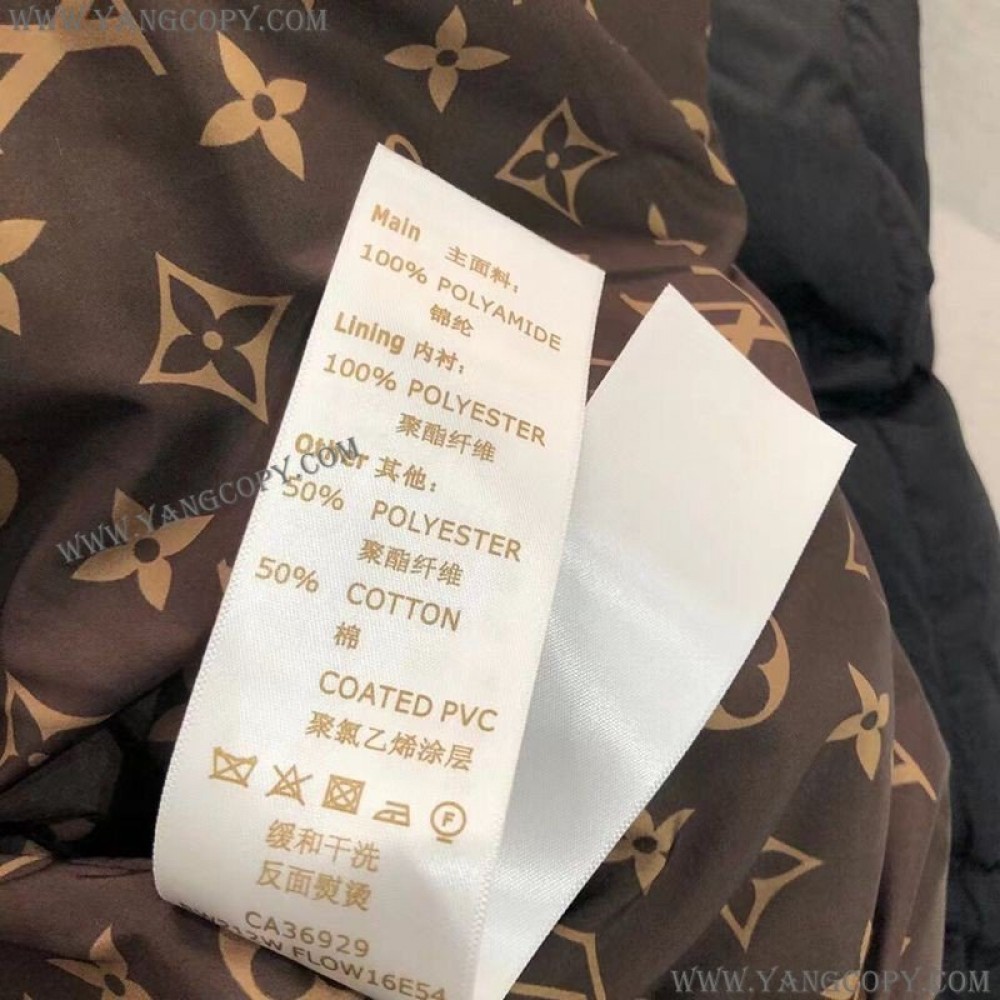 WWW.YANGCOPY.COM
Main 主面料:
100% POLYAMIDE
锦纶
Lining 内衬:
100% POLYESTER
聚酯纤维
Other 其他:
WWW.YANGCOPY.COM
50% POLYESTER
聚酯纤维
50% COTTON
棉
COATED PVC
聚氯乙烯涂层
F
缓和干洗
反面熨烫
CA36929
FLOW16E54
WWW.YANGCOPY.COM